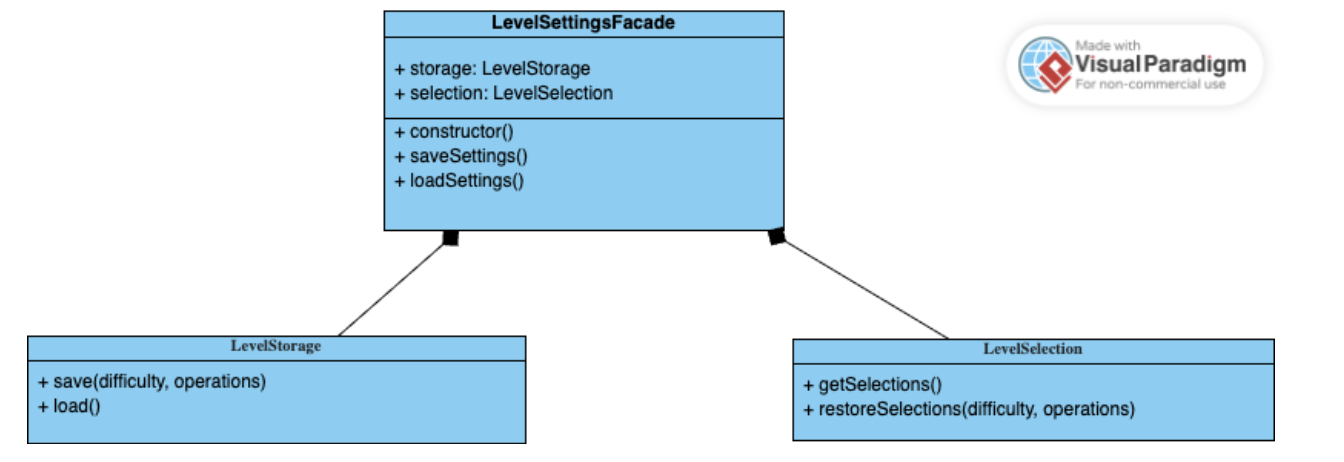 LevelSettingsFacade
+ storage: LevelStorage
+ selection: LevelSelection
+ constructor()
+ saveSettings()
+ loadSettings()
Made with
Visual Paradigm
For non-commercial use
LevelStorage
+ save(difficulty, operations)
+ load()
LevelSelection
+ getSelections()
+ restoreSelections(difficulty, operations)